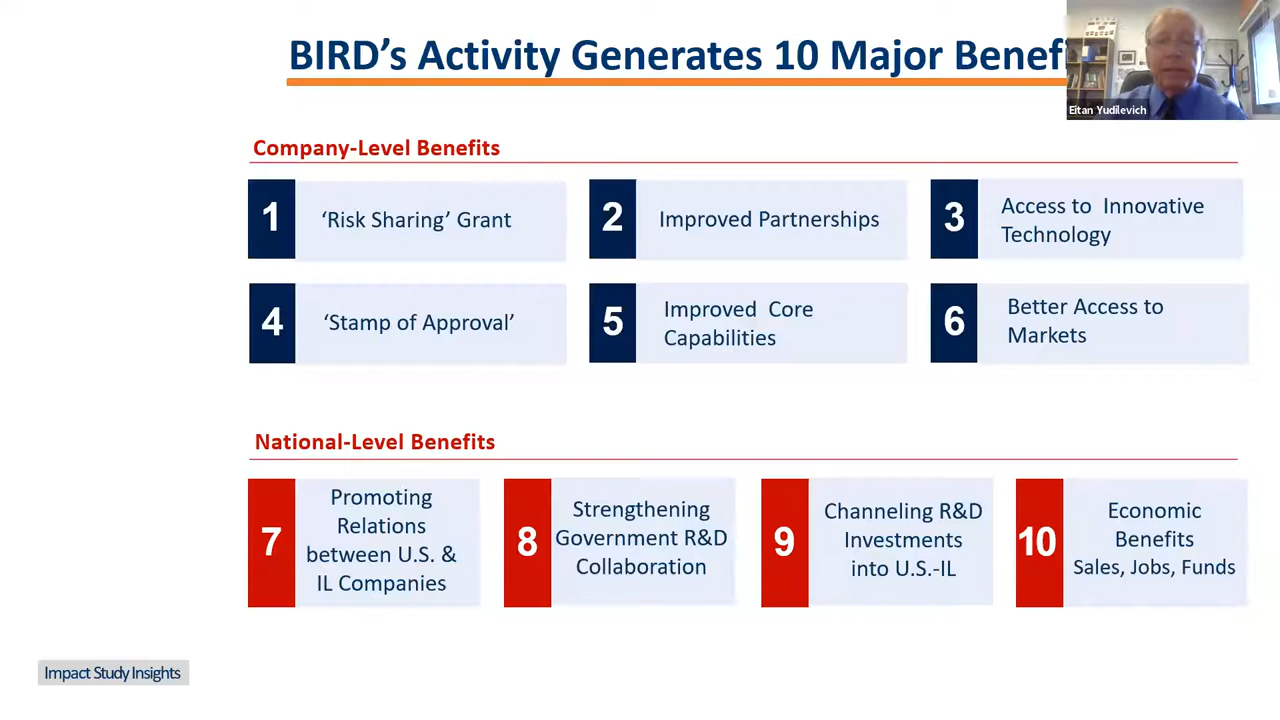 BIRD’s Activity Generates 10 Major Benef
Eitan Yudilevich
Company-Level Benefits
1
‘Risk Sharing’ Grant
2
Improved Partnerships
3
Access to Innovative
Technology
4
‘Stamp of Approval’
5
Improved Core
Capabilities
6
Better Access to
Markets
National-Level Benefits
7
Promoting
Relations
between U.S. &
IL Companies
8
Strengthening
Government R&D
Collaboration
9
Channeling R&D
Investments
into U.S.-IL
10
Economic
Benefits
Sales, Jobs, Funds
Impact Study Insights